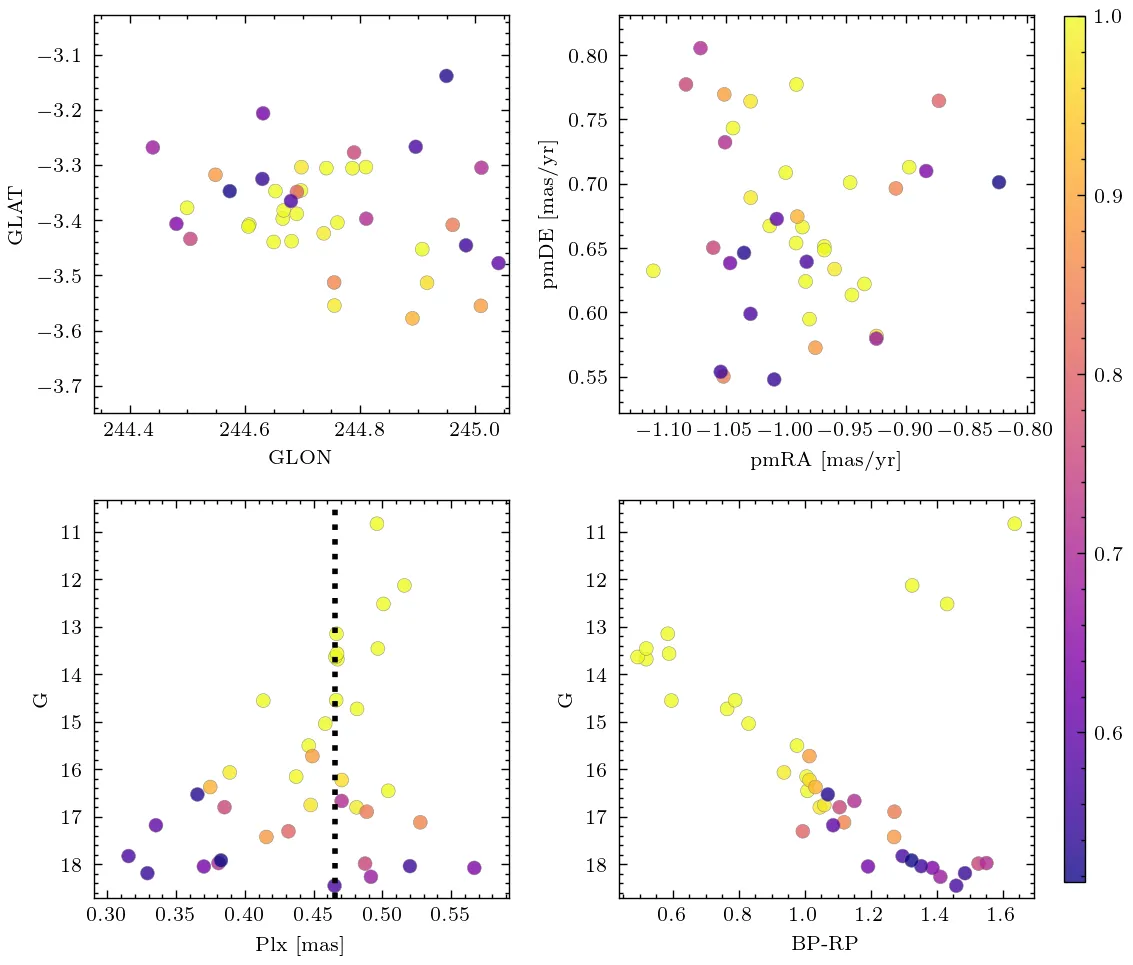 −3.1
−3.2
−3.3
−3.4
−3.5
−3.6
−3.7
GLAT
244.4 244.6 244.8 245.0
GLON
0.80
0.75
0.70
0.65
0.60
0.55
pmDE [mas/yr]
−1.10 −1.05 −1.00 −0.95 −0.90 −0.85 −0.80
pmRA [mas/yr]
11
12
13
14
15
16
17
18
G
0.30 0.35 0.40 0.45 0.50 0.55
Plx [mas]
11
12
13
14
15
16
17
18
G
0.6 0.8 1.0 1.2 1.4 1.6
BP-RP
1.0
0.9
0.8
0.7
0.6